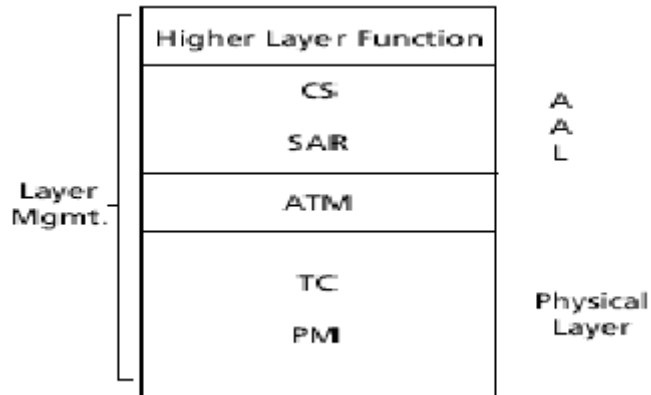 Higher Layer Function
CS
SAR
A
A
L
Layer
Mgmt.
ATM
TC
PMI
Physical
Layer